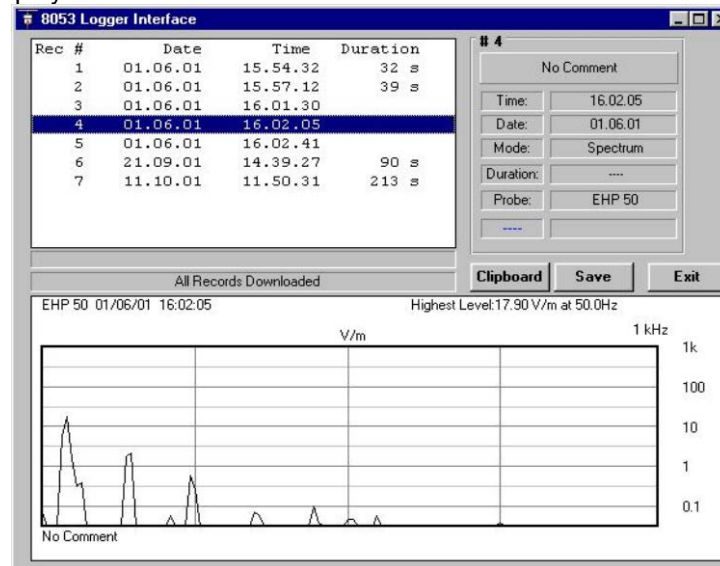 8053 Logger Interface
Rec # Date Time Duration
1 01.06.01 15.54.32 32 s
2 01.06.01 15.57.12 39 s
3 01.06.01 16.01.30
4 01.06.01 16.02.05
5 01.06.01 16.02.41
6 21.09.01 14.39.27 90 s
7 11.10.01 11.50.31 213 s
# 4
No Comment
Time: 16.02.05
Date: 01.06.01
Mode: Spectrum
Duration: ----
Probe: EHP 50
----
All Records Downloaded
Clipboard Save Exit
EHP 50 01/06/01 16:02:05 Highest Level:17.90 V/m at 50.0Hz
V/m 1 kHz
1k
100
10
1
0.1
No Comment